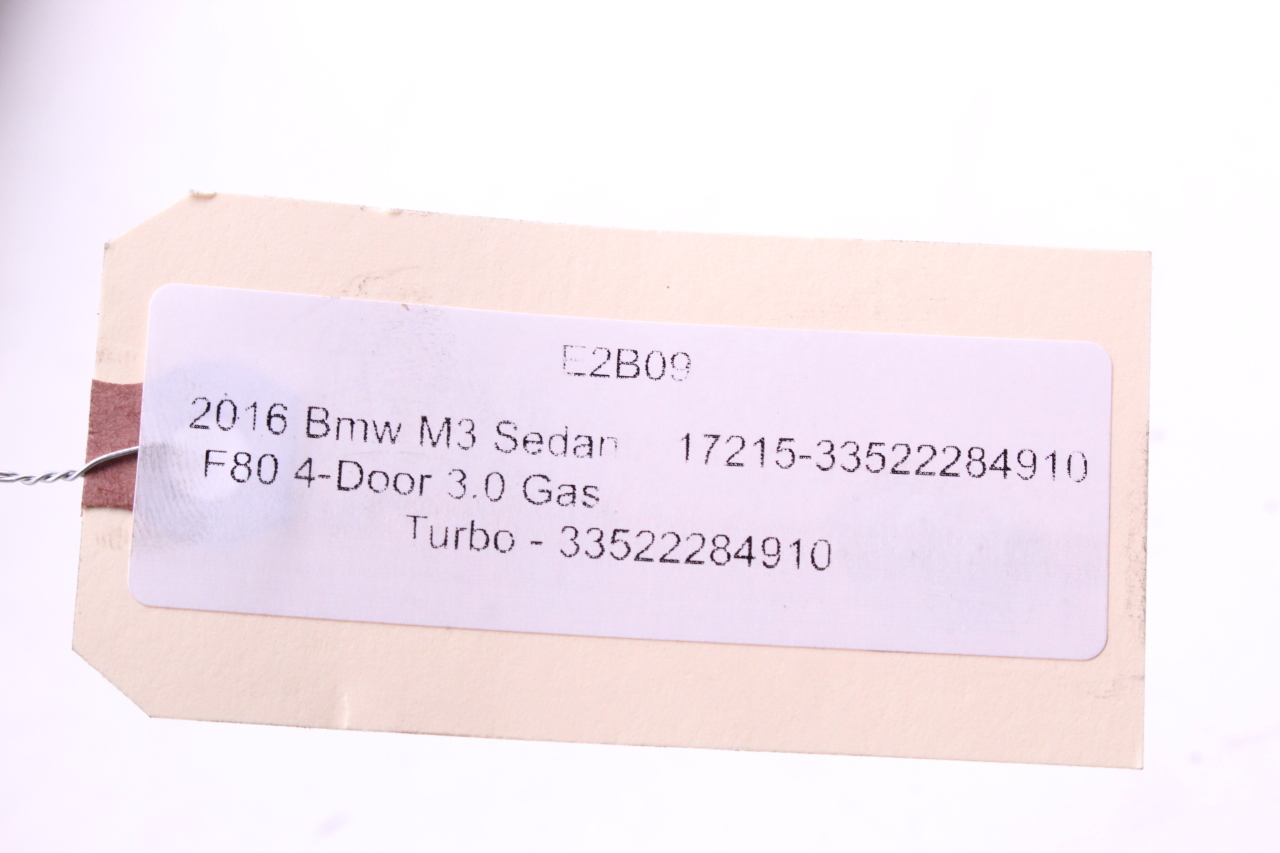 E2B09
2016 Bmw M3 Sedan 17215-33522284910
F80 4-Door 3.0 Gas
Turbo - 33522284910